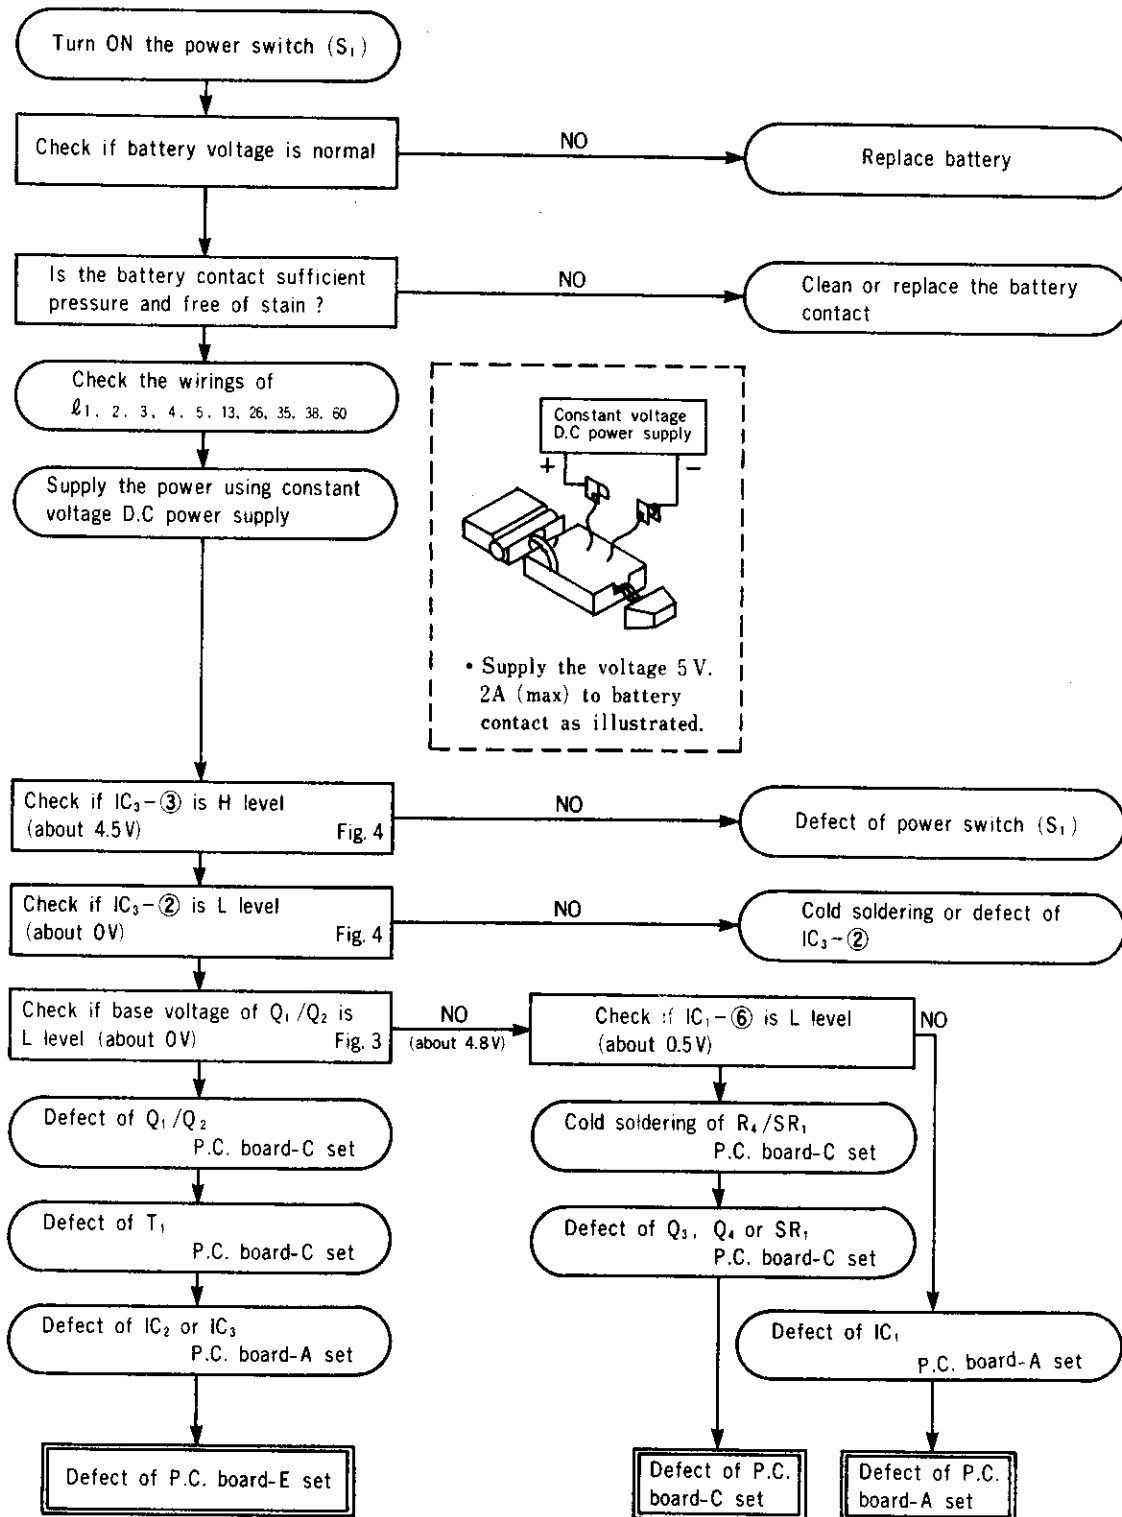 Turn ON the power switch (S₁)
Check if battery voltage is normal
NO
Replace battery
Is the battery contact sufficient
pressure and free of stain ?
NO
Clean or replace the battery
contact
Check the wirings of
ℓ1. 2. 3. 4. 5. 13. 26. 35. 38. 60
Supply the power using constant
voltage D.C power supply
Constant voltage
D.C power supply
+
−
• Supply the voltage 5 V.
2A (max) to battery
contact as illustrated.
Check if IC₃-③ is H level
(about 4.5V) Fig. 4
NO
Defect of power switch (S₁)
Check if IC₃-② is L level
(about 0V) Fig. 4
NO
Cold soldering or defect of
IC₃-②
Check if base voltage of Q₁/Q₂ is
L level (about 0V) Fig. 3
NO
(about 4.8V)
Check if IC₁-⑥ is L level
(about 0.5V)
NO
Defect of Q₁/Q₂
P.C. board-C set
Cold soldering of R₄/SR₁
P.C. board-C set
Defect of T₁
P.C. board-C set
Defect of Q₃, Q₄ or SR₁
P.C. board-C set
Defect of IC₂ or IC₃
P.C. board-A set
Defect of IC₁
P.C. board-A set
Defect of P.C. board-E set
Defect of P.C.
board-C set
Defect of P.C.
board-A set